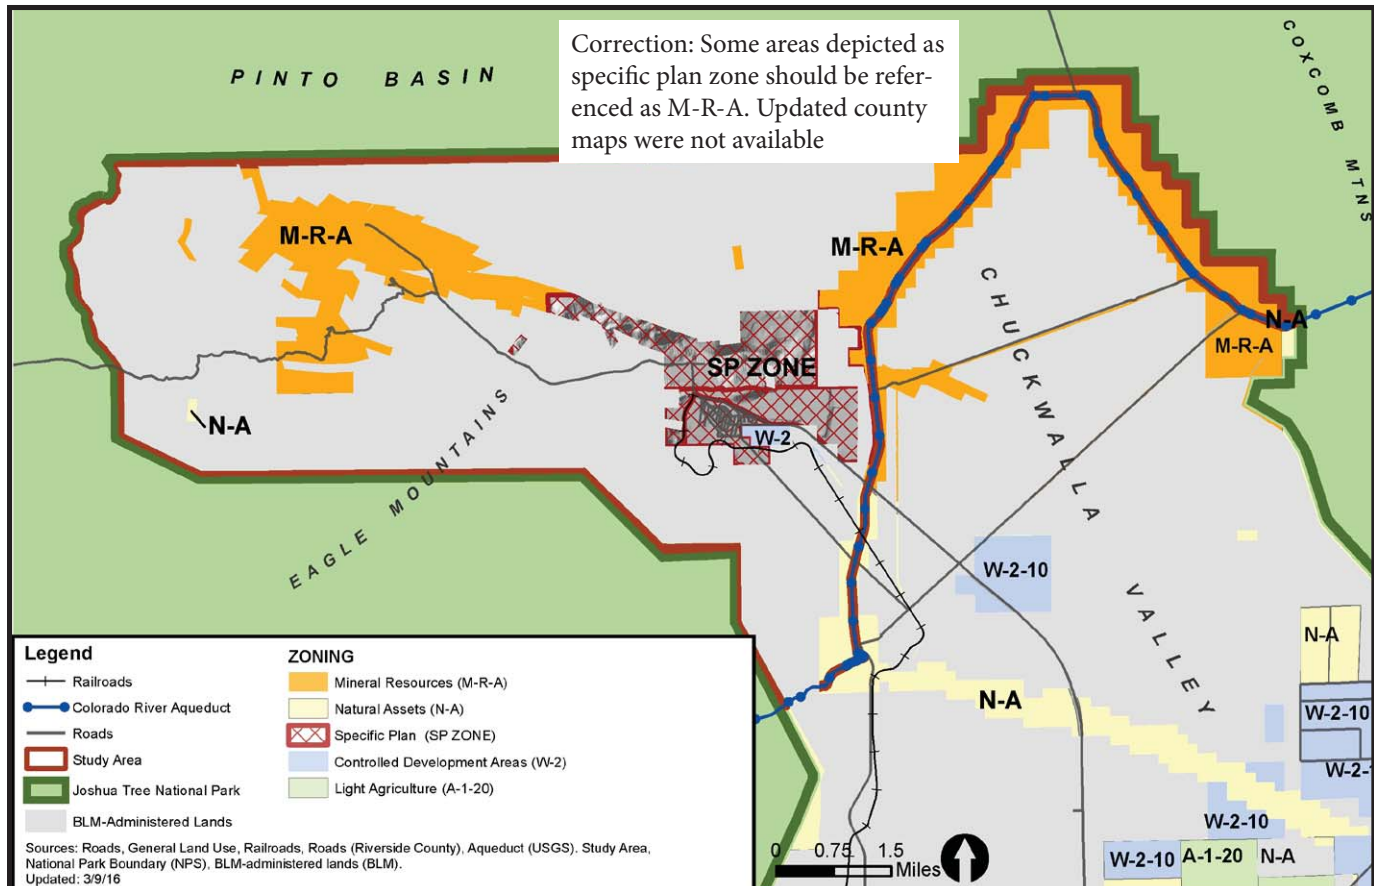 PINTO BASIN
Correction: Some areas depicted as
specific plan zone should be refer-
enced as M-R-A. Updated county
maps were not available
COXCOMB MTNS
M-R-A
M-R-A
CHUCKWALLA VALLEY
N-A
M-R-A
SP ZONE
N-A
W-2
EAGLE MOUNTAINS
W-2-10
N-A
N-A
W-2-10
W-2-1
W-2-10
W-2-10
A-1-20
N-A
Legend
Railroads
Colorado River Aqueduct
Roads
Study Area
Joshua Tree National Park
BLM-Administered Lands
ZONING
Mineral Resources (M-R-A)
Natural Assets (N-A)
Specific Plan (SP ZONE)
Controlled Development Areas (W-2)
Light Agriculture (A-1-20)
Sources: Roads, General Land Use, Railroads, Roads (Riverside County), Aqueduct (USGS). Study Area,
National Park Boundary (NPS), BLM-administered lands (BLM).
Updated: 3/9/16
0 0.75 1.5
Miles